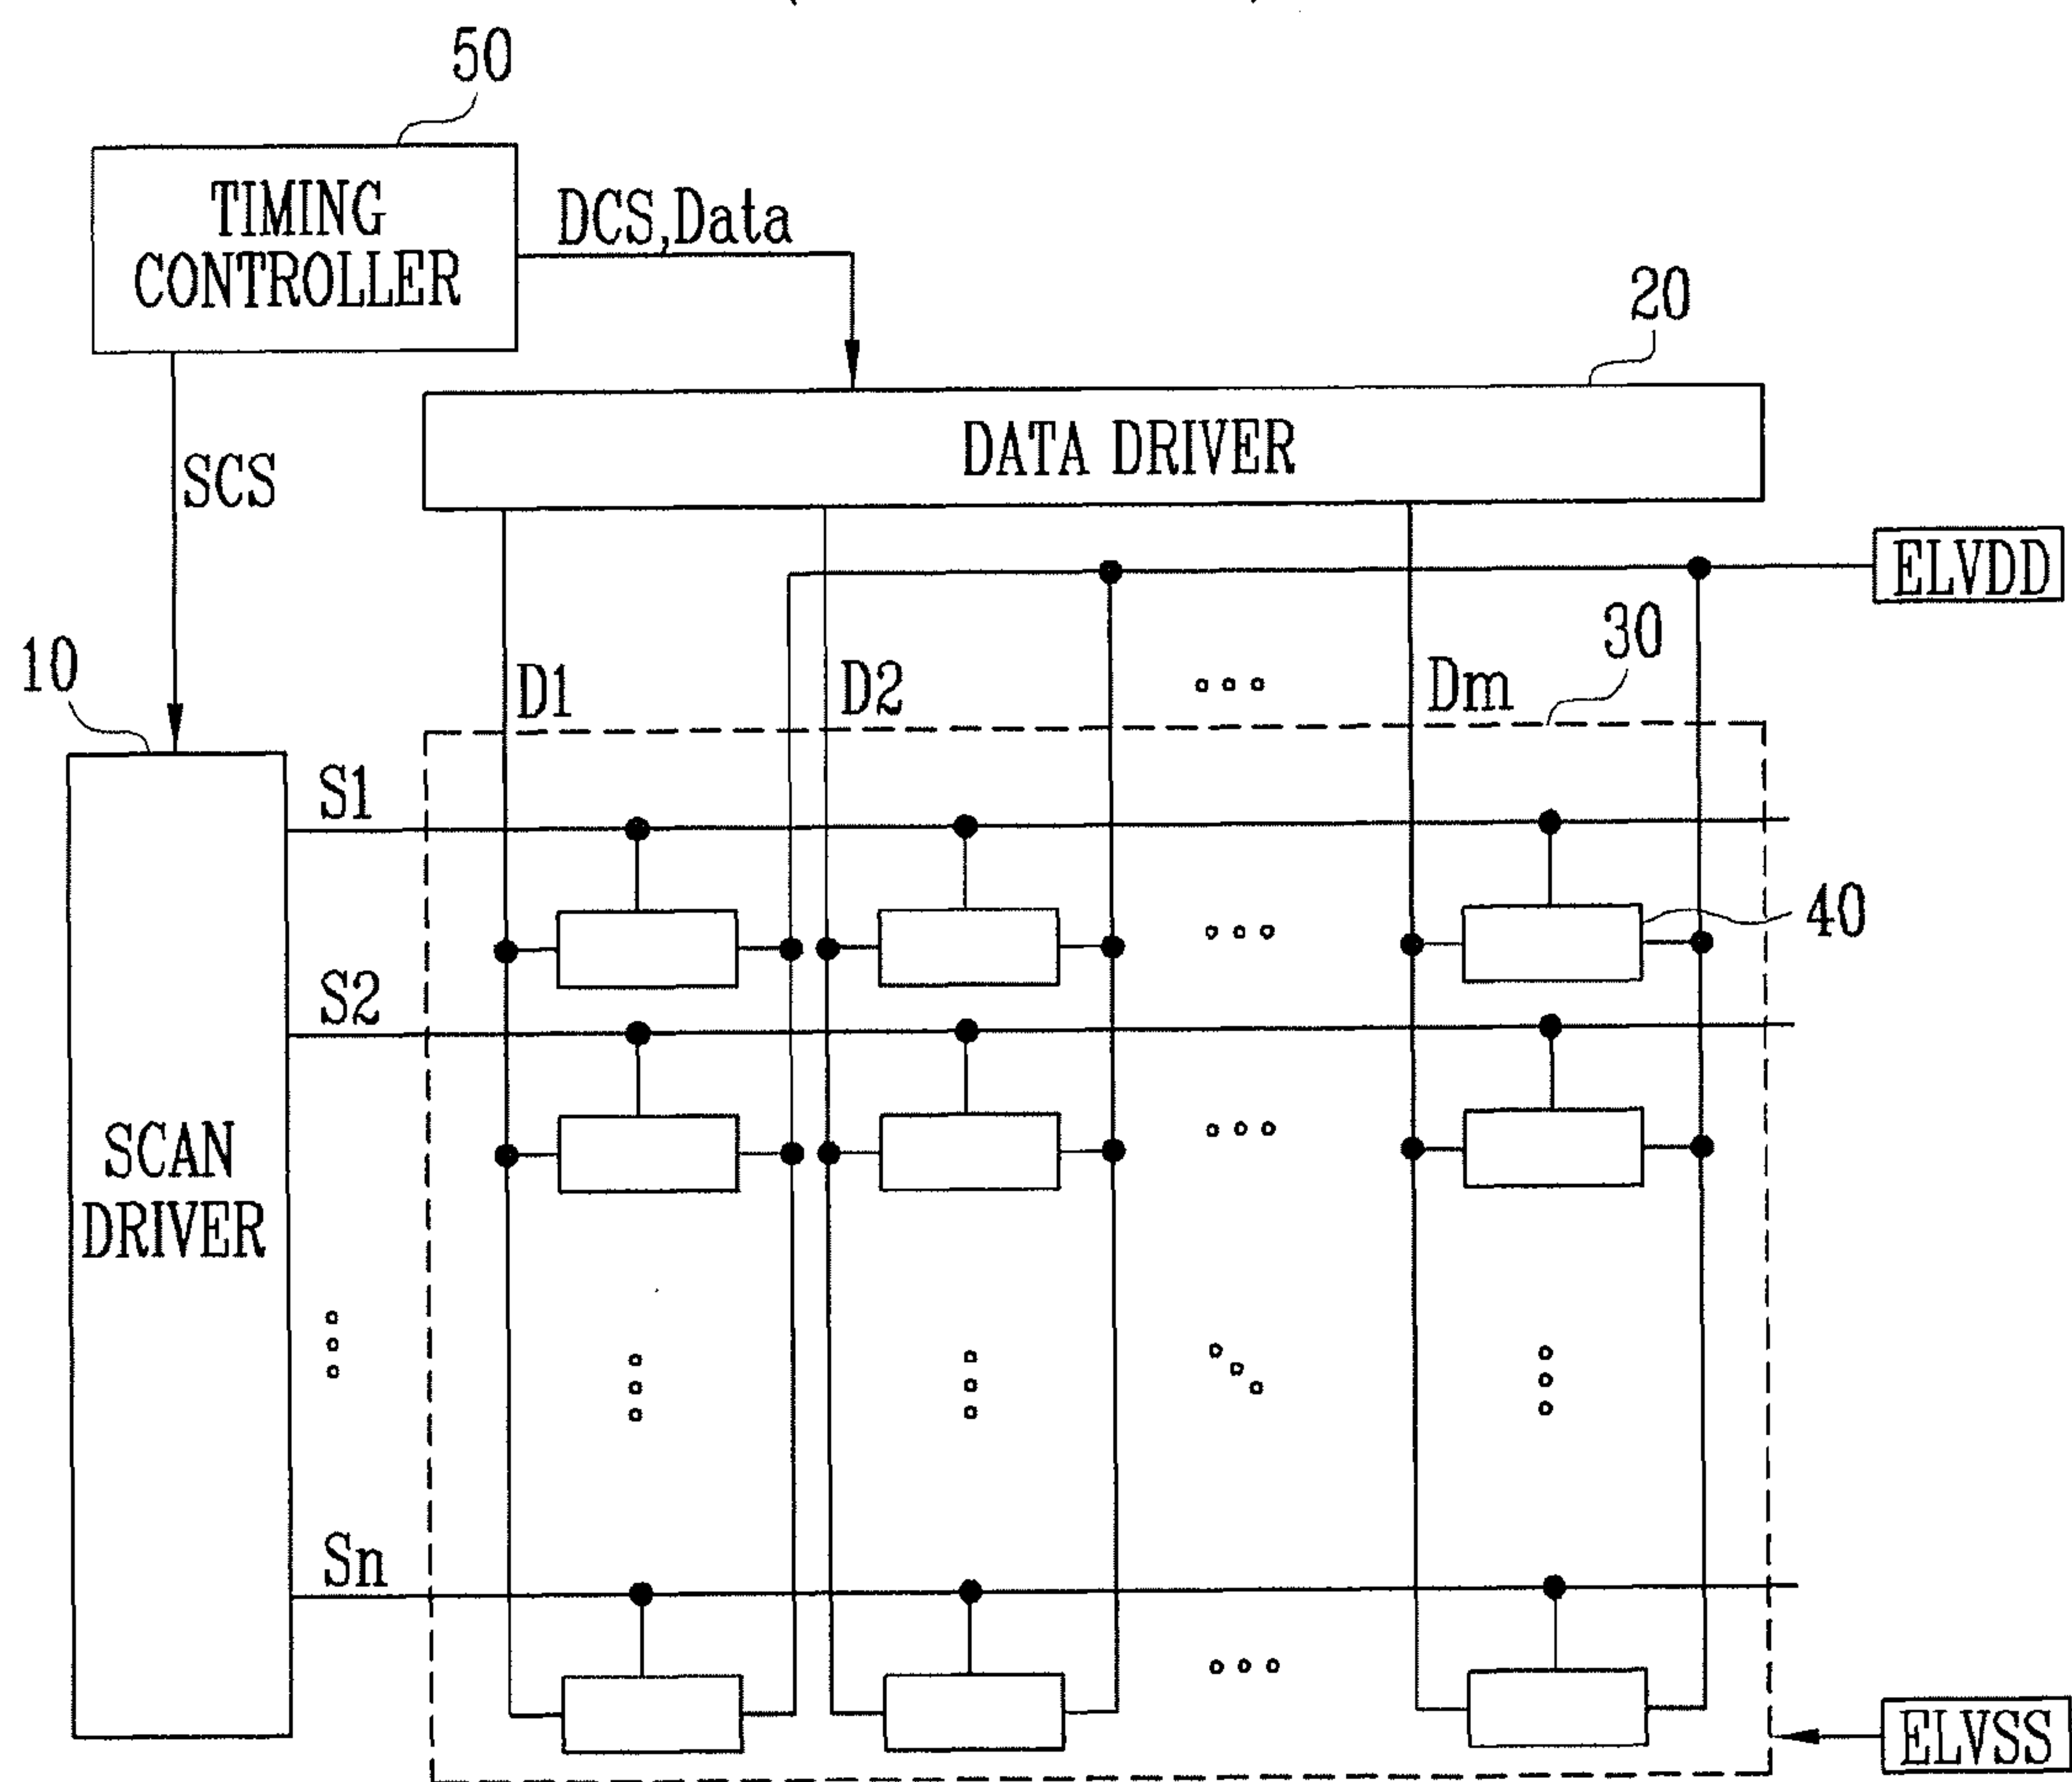 50
TIMING
CONTROLLER
DCS,Data
20
DATA DRIVER
SCS
ELVDD
10
30
D1
D2
Dm
S1
40
S2
SCAN
DRIVER
Sn
ELVSS